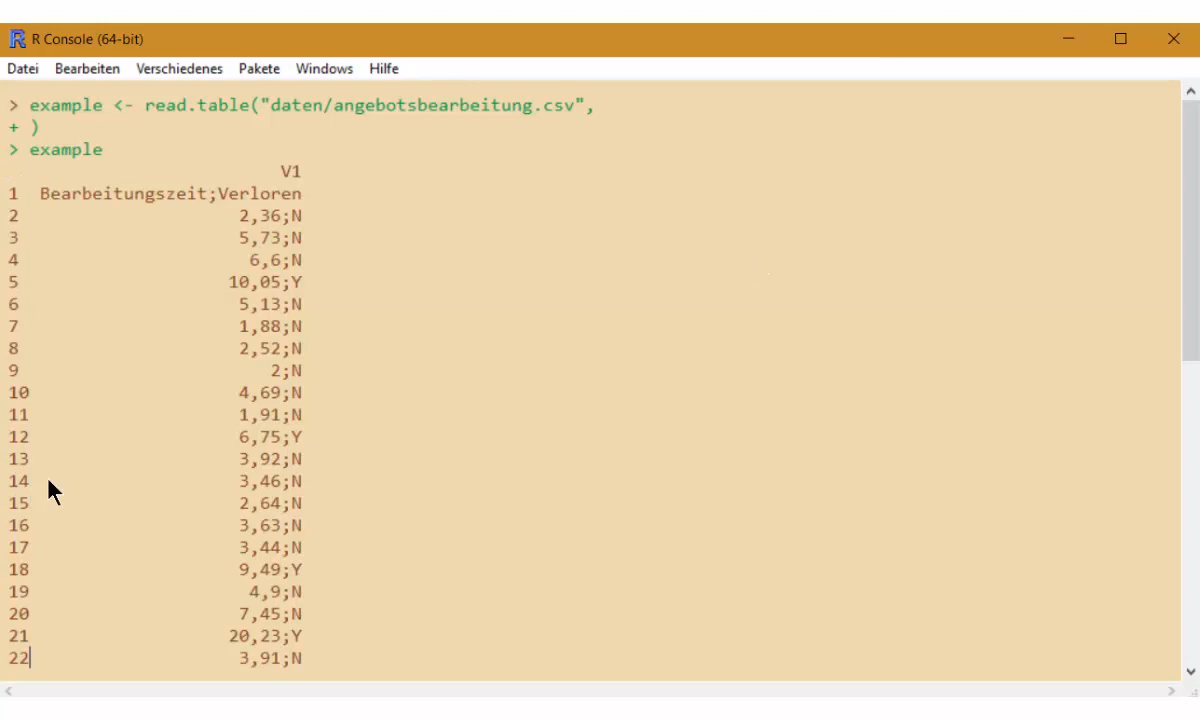 R Console (64-bit)
Datei Bearbeiten Verschiedenes Pakete Windows Hilfe
> example <- read.table("daten/angebotsbearbeitung.csv",
+ )
> example
V1
1 Bearbeitungszeit;Verloren
2 2,36;N
3 5,73;N
4 6,6;N
5 10,05;Y
6 5,13;N
7 1,88;N
8 2,52;N
9 2;N
10 4,69;N
11 1,91;N
12 6,75;Y
13 3,92;N
14 3,46;N
15 2,64;N
16 3,63;N
17 3,44;N
18 9,49;Y
19 4,9;N
20 7,45;N
21 20,23;Y
22 3,91;N